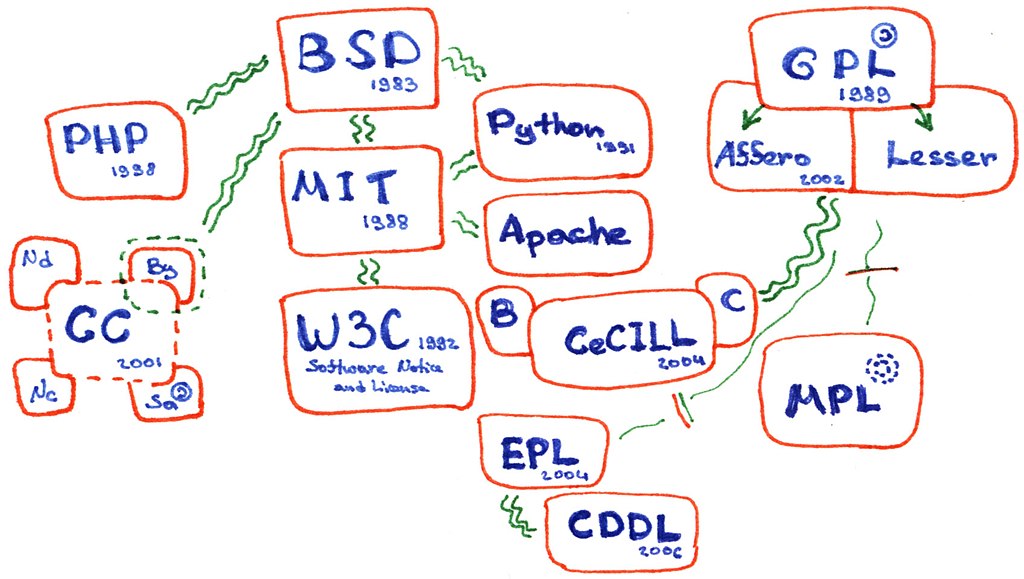 BSD
1983
GPL
1989
PHP
1998
Python
1991
Affero
2002
Lesser
MIT
1988
Apache
Nd
By
CC
2001
Nc
Sa
W3C 1992
Software Notice
and License
B
CeCILL
2004
C
MPL
EPL
2004
CDDL
2006